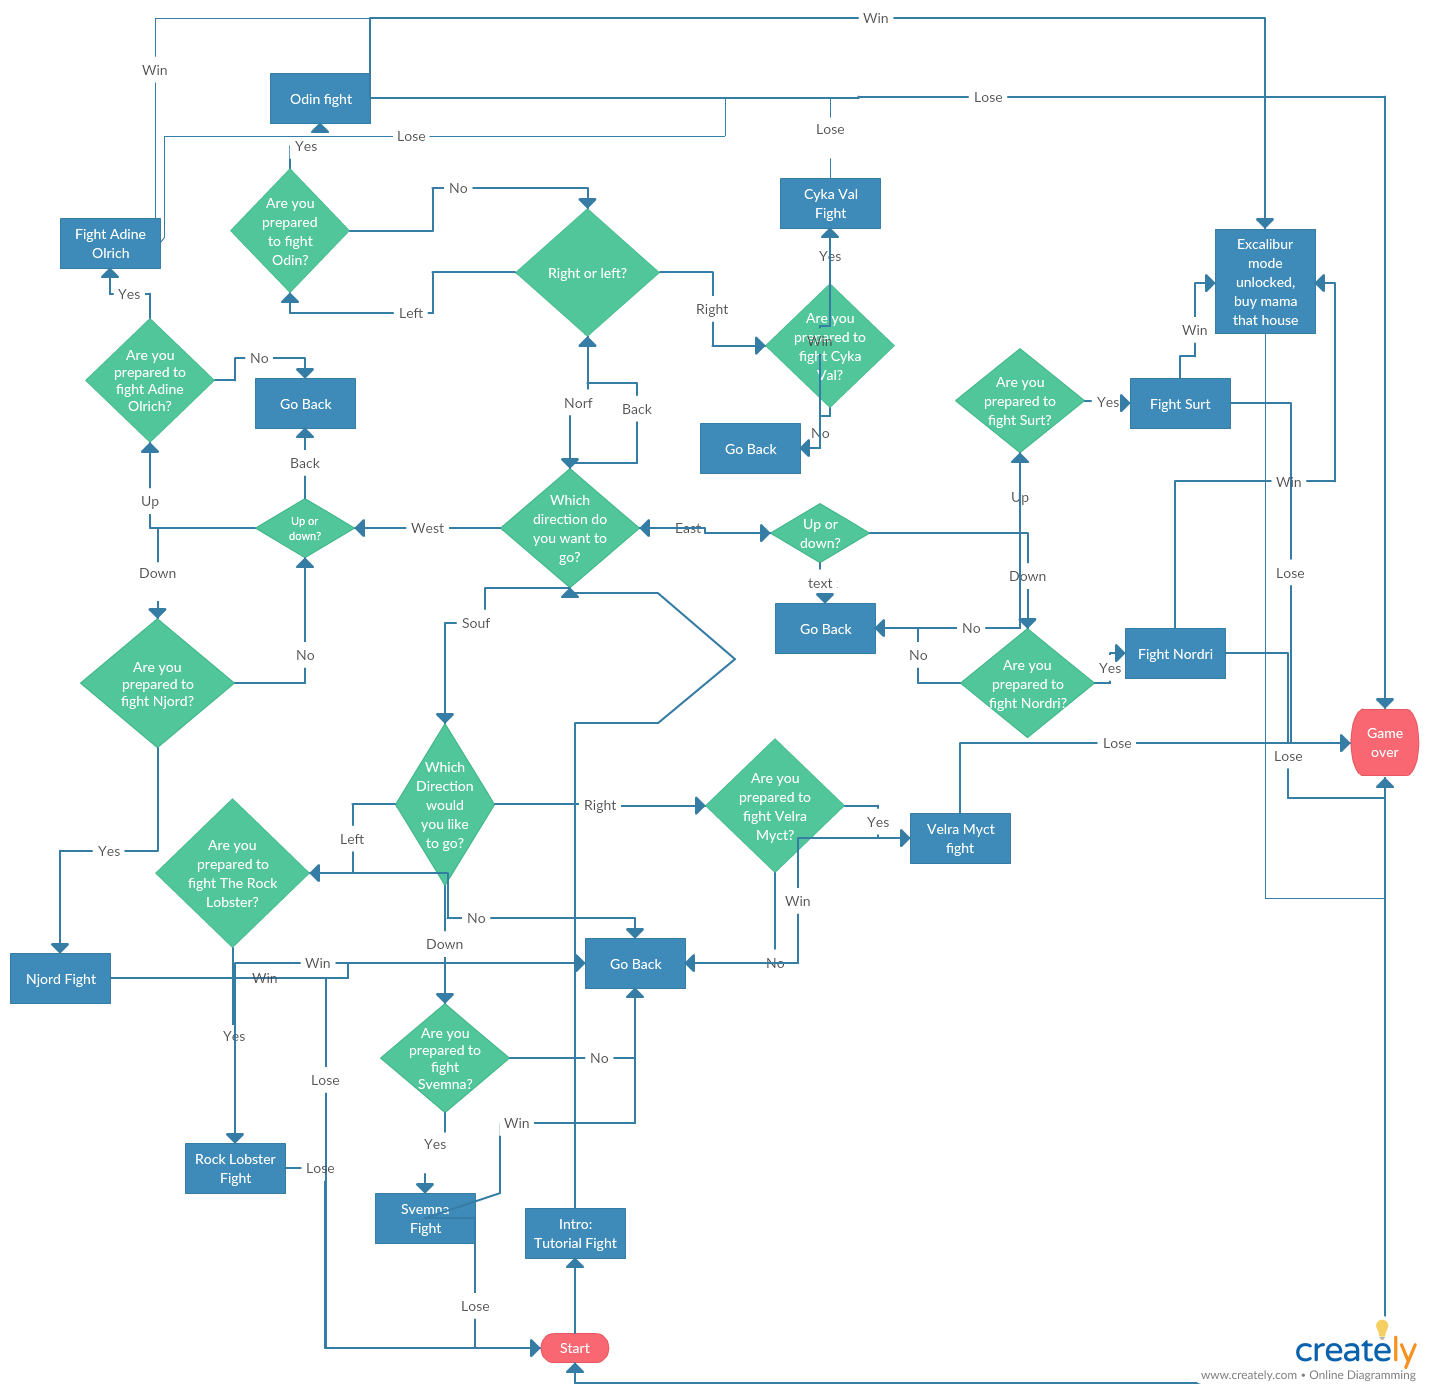 Win
Win
Odin fight
Lose
Lose
Lose
Yes
No
Are you
prepared
to fight
Odin?
Cyka Val
Fight
Fight Adine
Olrich
Yes
Right or left?
Yes
Left
Right
Excalibur
mode
unlocked,
buy mama
that house
Are you
prepared to
fight Cyka
Val?
Win
Win
Are you
prepared to
fight Adine
Olrich?
No
Go Back
Norf
Back
No
Go Back
Are you
prepared to
fight Surt?
Yes
Fight Surt
Back
Up
Up or
down?
West
Which
direction do
you want to
go?
East
Up or
down?
Up
Win
Down
text
Down
Lose
Souf
Go Back
No
No
Are you
prepared to
fight Njord?
No
Are you
prepared to
fight Nordri?
Yes
Fight Nordri
Game
over
Lose
Lose
Which
Direction
would
you like
to go?
Right
Are you
prepared to
fight Velra
Myct?
Yes
Velra Myct
fight
Left
Yes
Are you
prepared to
fight The Rock
Lobster?
Win
No
Down
Go Back
No
Win
Win
Njord Fight
Yes
Are you
prepared to
fight
Svemna?
No
Lose
Win
Yes
Rock Lobster
Fight
Lose
Svemna
Fight
Intro:
Tutorial Fight
Lose
Start
creately
www.creately.com • Online Diagramming